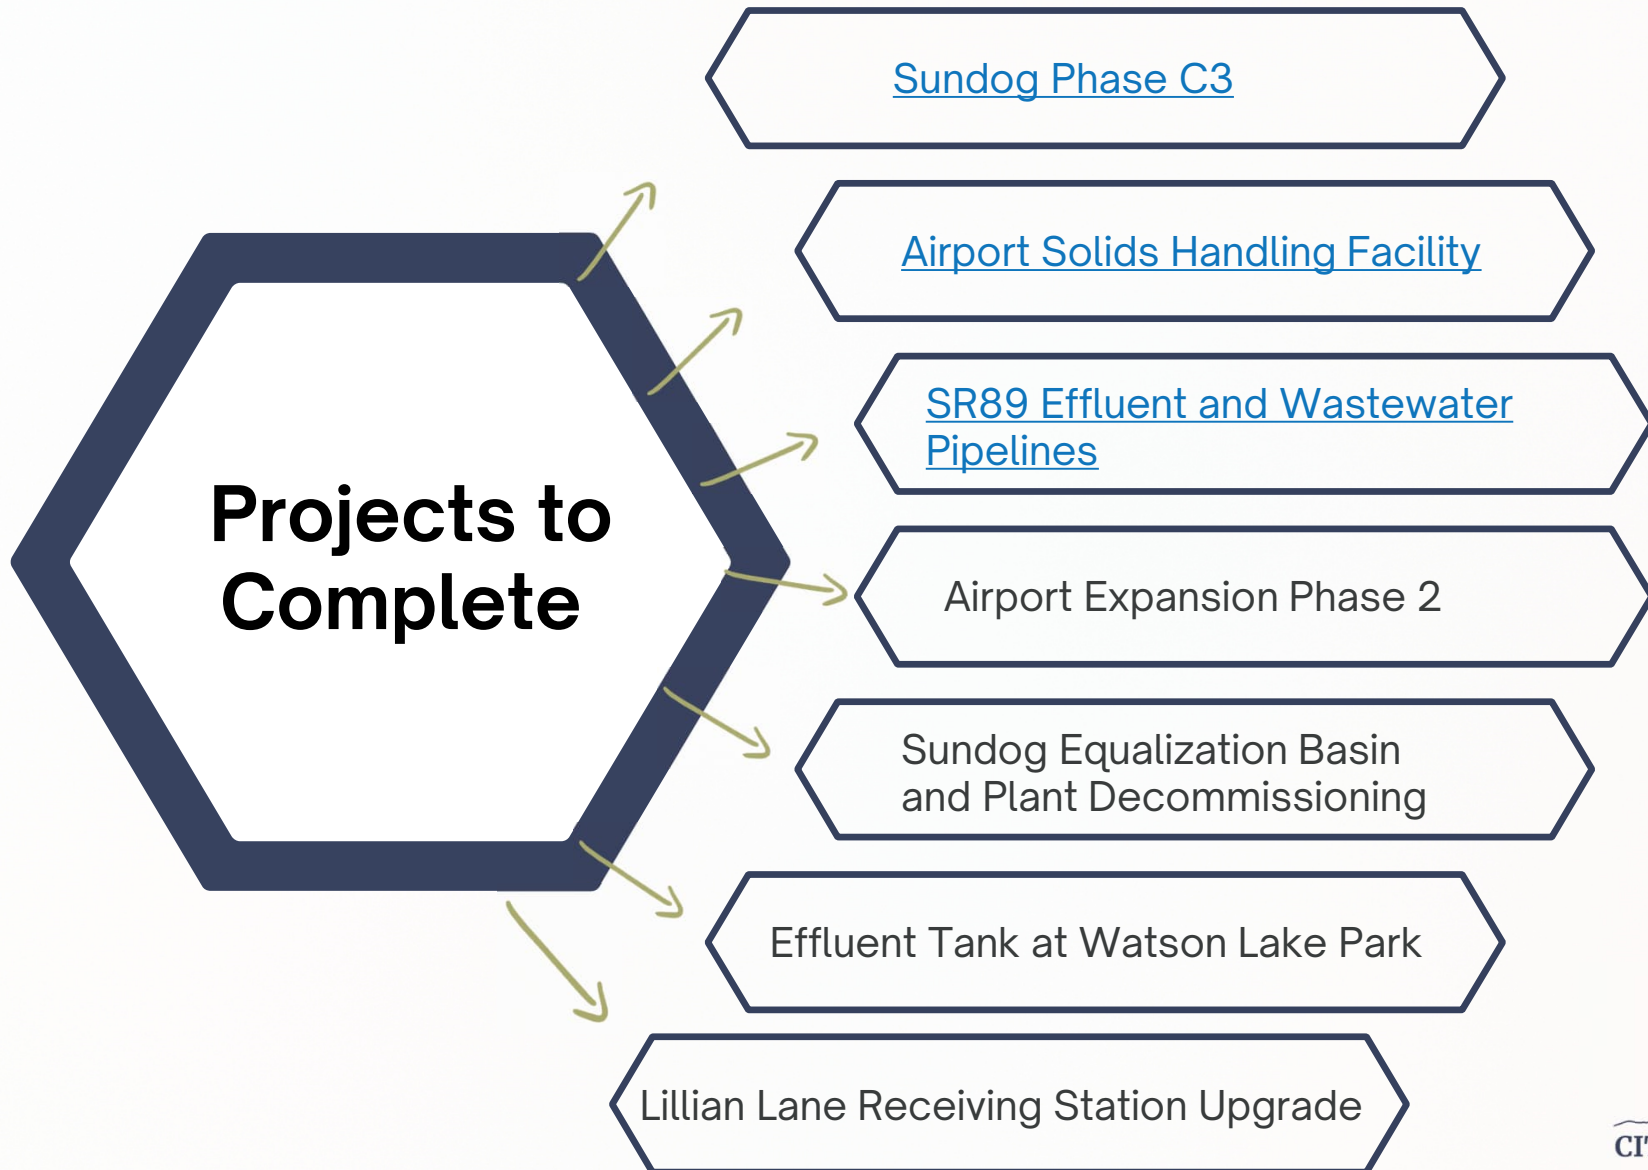 Sundog Phase C3
Airport Solids Handling Facility
SR89 Effluent and Wastewater
Pipelines
Projects to
Complete
Airport Expansion Phase 2
Sundog Equalization Basin
and Plant Decommissioning
Effluent Tank at Watson Lake Park
Lillian Lane Receiving Station Upgrade